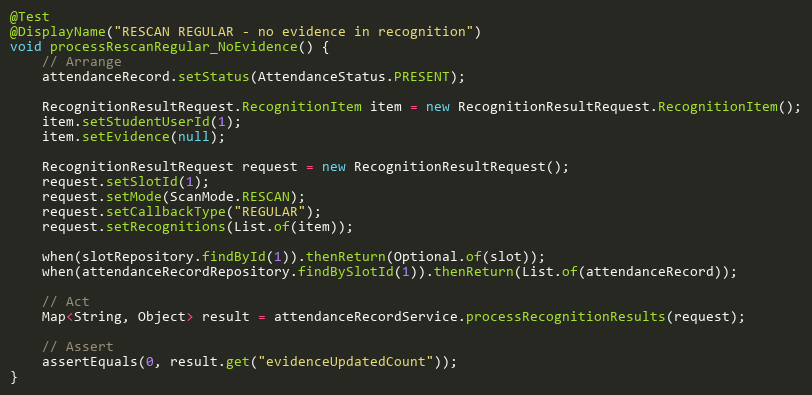 @Test
@DisplayName("RESCAN REGULAR - no evidence in recognition")
void processRescanRegular_NoEvidence() {
    // Arrange
    attendanceRecord.setStatus(AttendanceStatus.PRESENT);

    RecognitionResultRequest.RecognitionItem item = new RecognitionResultRequest.RecognitionItem();
    item.setStudentUserId(1);
    item.setEvidence(null);

    RecognitionResultRequest request = new RecognitionResultRequest();
    request.setSlotId(1);
    request.setMode(ScanMode.RESCAN);
    request.setCallbackType("REGULAR");
    request.setRecognitions(List.of(item));

    when(slotRepository.findById(1)).thenReturn(Optional.of(slot));
    when(attendanceRecordRepository.findBySlotId(1)).thenReturn(List.of(attendanceRecord));

    // Act
    Map<String, Object> result = attendanceRecordService.processRecognitionResults(request);

    // Assert
    assertEquals(0, result.get("evidenceUpdatedCount"));
}